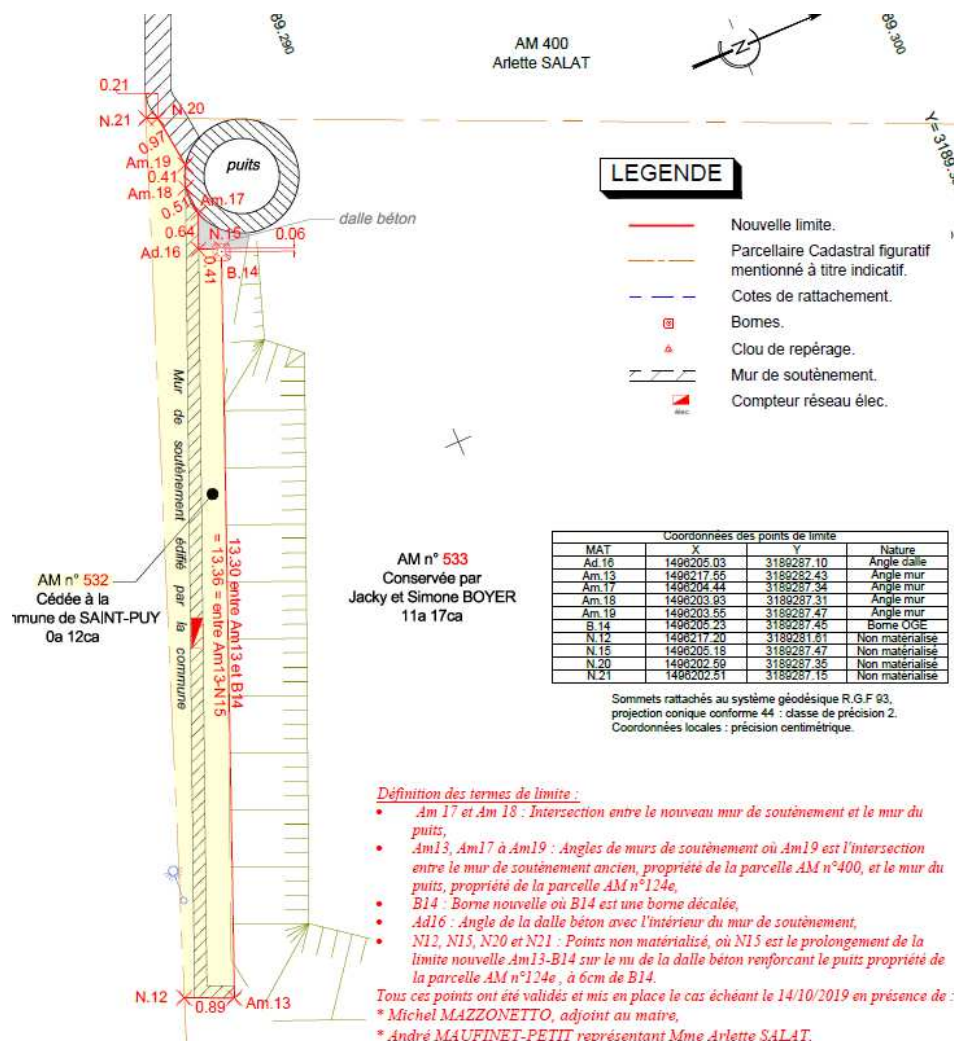 89.290
AM 400
Arlette SALAT
N
89.300
Y= 3189.30
0.21
N.21
N.20
0.97
Am.19
0.41
Am.18
0.51
Am.17
puits
dalle béton
0.64
N.15
0.06
Ad.16
0.41
B.14
LEGENDE
Nouvelle limite.
Parcellaire Cadastral figuratif
mentionné à titre indicatif.
Cotes de rattachement.
Bornes.
Clou de repérage.
Mur de soutènement.
élec.
Compteur réseau élec.
Mur de soutènement édifié par la commune
13.30 entre Am13 et B14
= 13.36 = entre Am13-N15
AM n° 532
Cédée à la
mmune de SAINT-PUY
0a 12ca
AM n° 533
Conservée par
Jacky et Simone BOYER
11a 17ca
Coordonnées des points de limite
MAT X Y Nature
Ad.16 1496205.03 3189287.10 Angle dalle
Am.13 1496217.55 3189282.43 Angle mur
Am.17 1496204.44 3189287.34 Angle mur
Am.18 1496203.93 3189287.31 Angle mur
Am.19 1496203.55 3189287.47 Angle mur
B.14 1496205.23 3189287.45 Borne OGE
N.12 1496217.20 3189281.61 Non matérialisé
N.15 1496205.18 3189287.47 Non matérialisé
N.20 1496202.59 3189287.35 Non matérialisé
N.21 1496202.51 3189287.15 Non matérialisé
Sommets rattachés au système géodésique R.G.F 93,
projection conique conforme 44 : classe de précision 2.
Coordonnées locales : précision centimétrique.
Définition des termes de limite :
• Am 17 et Am 18 : Intersection entre le nouveau mur de soutènement et le mur du
puits,
• Am13, Am17 à Am19 : Angles de murs de soutènement où Am19 est l'intersection
entre le mur de soutènement ancien, propriété de la parcelle AM n°400, et le mur du
puits, propriété de la parcelle AM n°124e,
• B14 : Borne nouvelle où B14 est une borne décalée,
• Ad16 : Angle de la dalle béton avec l'intérieur du mur de soutènement,
• N12, N15, N20 et N21 : Points non matérialisé, où N15 est le prolongement de la
limite nouvelle Am13-B14 sur le nu de la dalle béton renforçant le puits propriété de
la parcelle AM n°124e , à 6cm de B14.
Tous ces points ont été validés et mis en place le cas échéant le 14/10/2019 en présence de :
* Michel MAZZONETTO, adjoint au maire,
* André MAUFINET-PETIT représentant Mme Arlette SALAT.
N.12
0.89
Am.13